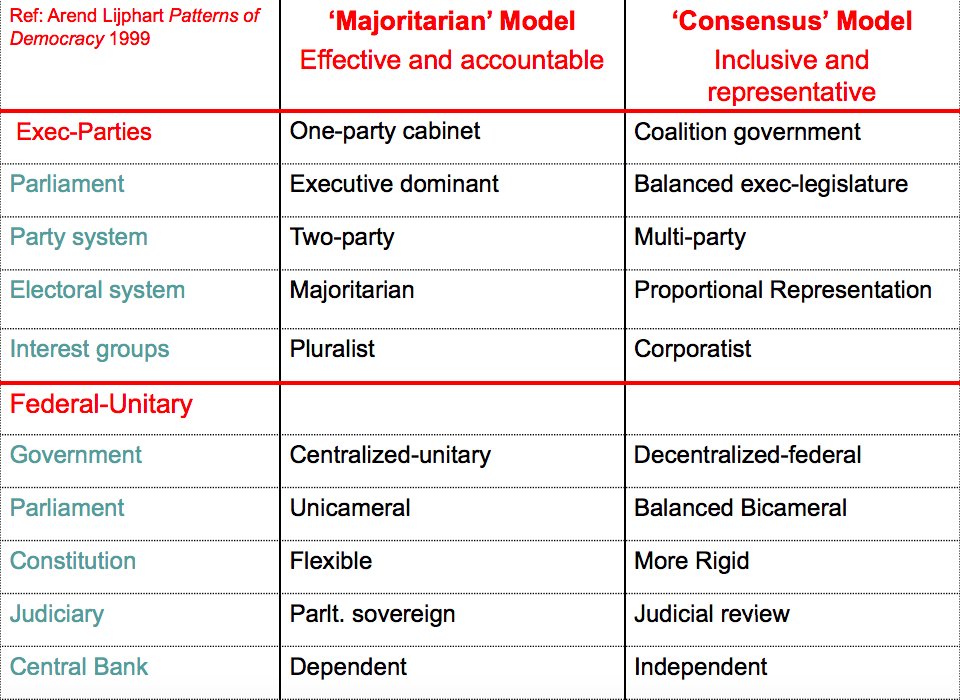 Ref: Arend Lijphart Patterns of
Democracy 1999
‘Majoritarian’ Model
Effective and accountable
‘Consensus’ Model
Inclusive and
representative
Exec-Parties
One-party cabinet
Coalition government
Parliament
Executive dominant
Balanced exec-legislature
Party system
Two-party
Multi-party
Electoral system
Majoritarian
Proportional Representation
Interest groups
Pluralist
Corporatist
Federal-Unitary
Government
Centralized-unitary
Decentralized-federal
Parliament
Unicameral
Balanced Bicameral
Constitution
Flexible
More Rigid
Judiciary
Parlt. sovereign
Judicial review
Central Bank
Dependent
Independent